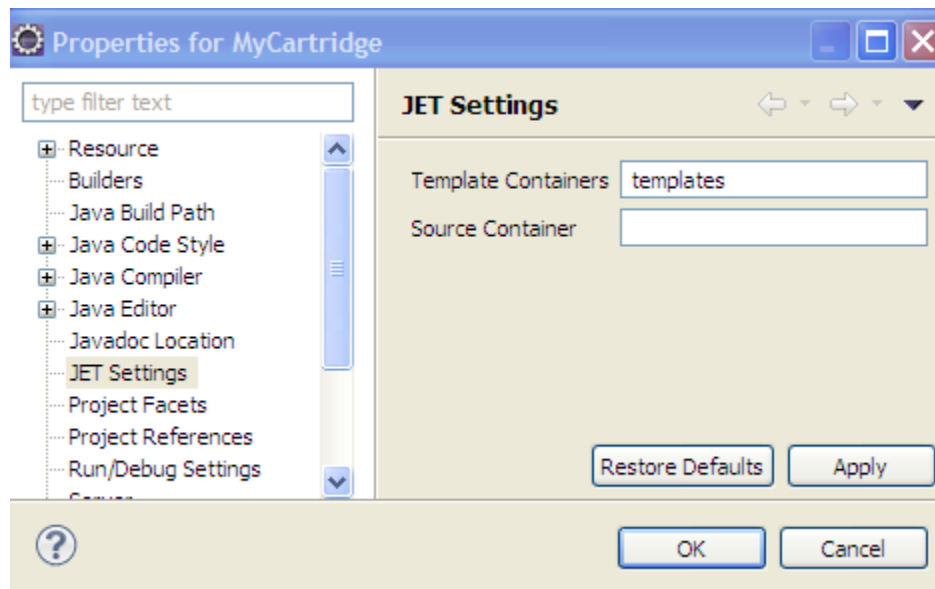 Properties for MyCartridge
type filter text
Resource
Builders
Java Build Path
Java Code Style
Java Compiler
Java Editor
Javadoc Location
JET Settings
Project Facets
Project References
Run/Debug Settings
JET Settings
Template Containers templates
Source Container
Restore Defaults Apply
? OK Cancel